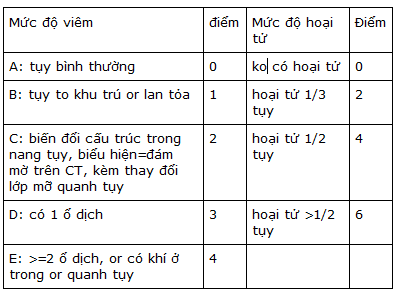 Mức độ viêm điểm Mức độ hoại Điểm
tử
A: tụy bình thường 0 ko có hoại tử 0
B: tụy to khu trú or lan tỏa 1 hoại tử 1/3 2
tụy
C: biến đổi cấu trúc trong 2 hoại tử 1/2 4
nang tụy, biểu hiện=đám tụy
mờ trên CT, kèm thay đổi
lớp mỡ quanh tụy
D: có 1 ổ dịch 3 hoại tử >1/2 6
tụy
E: >=2 ổ dịch, or có khí ở 4
trong or quanh tụy